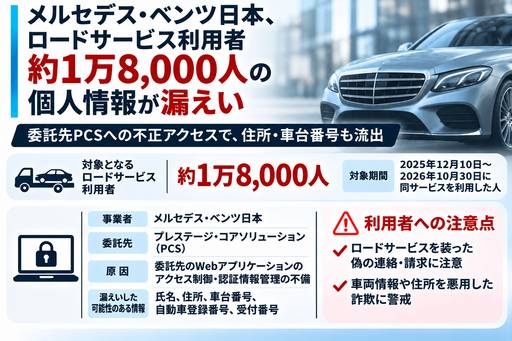 メルセデス・ベンツ日本、
ロードサービス利用者
約1万8,000人の
個人情報が漏えい
委託先PCSへの不正アクセスで、住所・車台番号も流出
対象となる
ロードサービス
利用者
約1万8,000人
対象期間
2025年12月10日～
2026年10月30日に
同サービスを利用した人
事業者
メルセデス・ベンツ日本
委託先
プレステージ・コアソリューション
(PCS)
原因
委託先のWebアプリケーションの
アクセス制御・認証情報管理の不備
漏えいした
可能性のある情報
氏名、住所、車台番号、
自動車登録番号、受付番号
利用者への注意点
ロードサービスを装った
偽の連絡・請求に注意
車両情報や住所を悪用した
詐欺に警戒